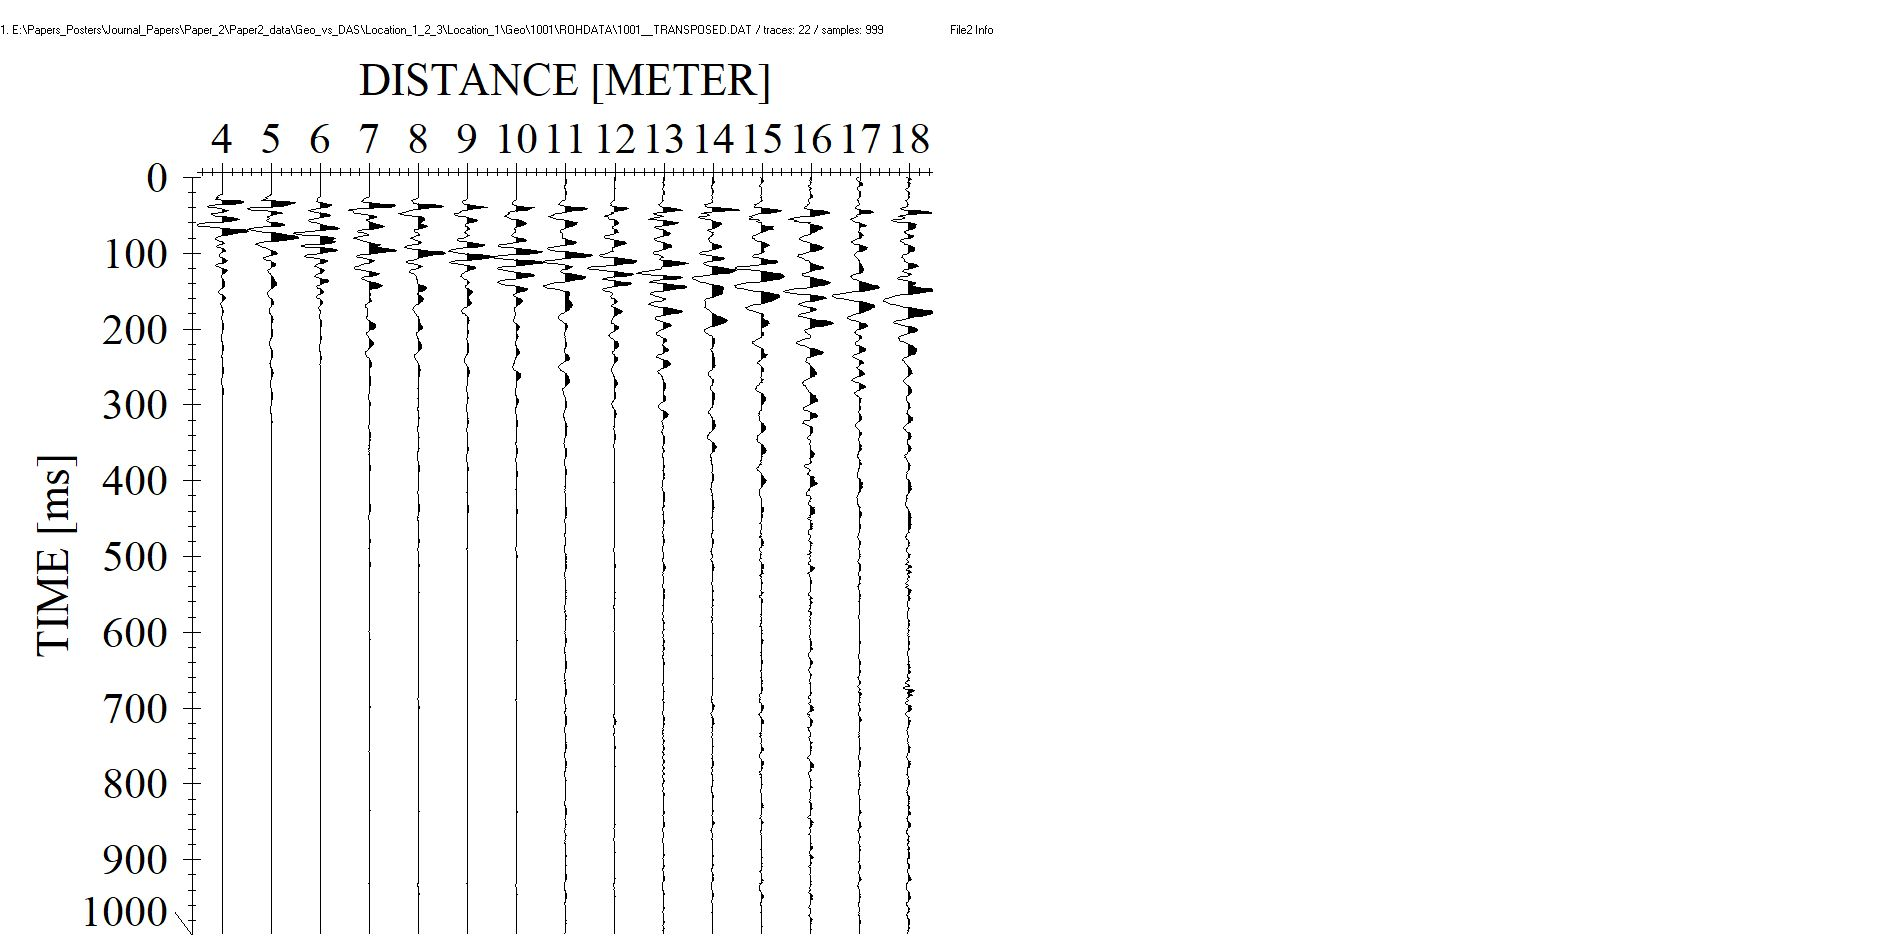 1. E:\Papers_Posters\Journal_Papers\Paper_2\Paper2_data\Geo_vs_DAS\Location_1_2_3\Location_1\Geo\1001\ROHDATA\1001__TRANSPOSED.DAT / traces: 22 / samples: 999 File2 Info
DISTANCE [METER]
4 5 6 7 8 9 10 11 12 13 14 15 16 17 18
0
100
200
300
400
500
600
700
800
900
1000
TIME [ms]